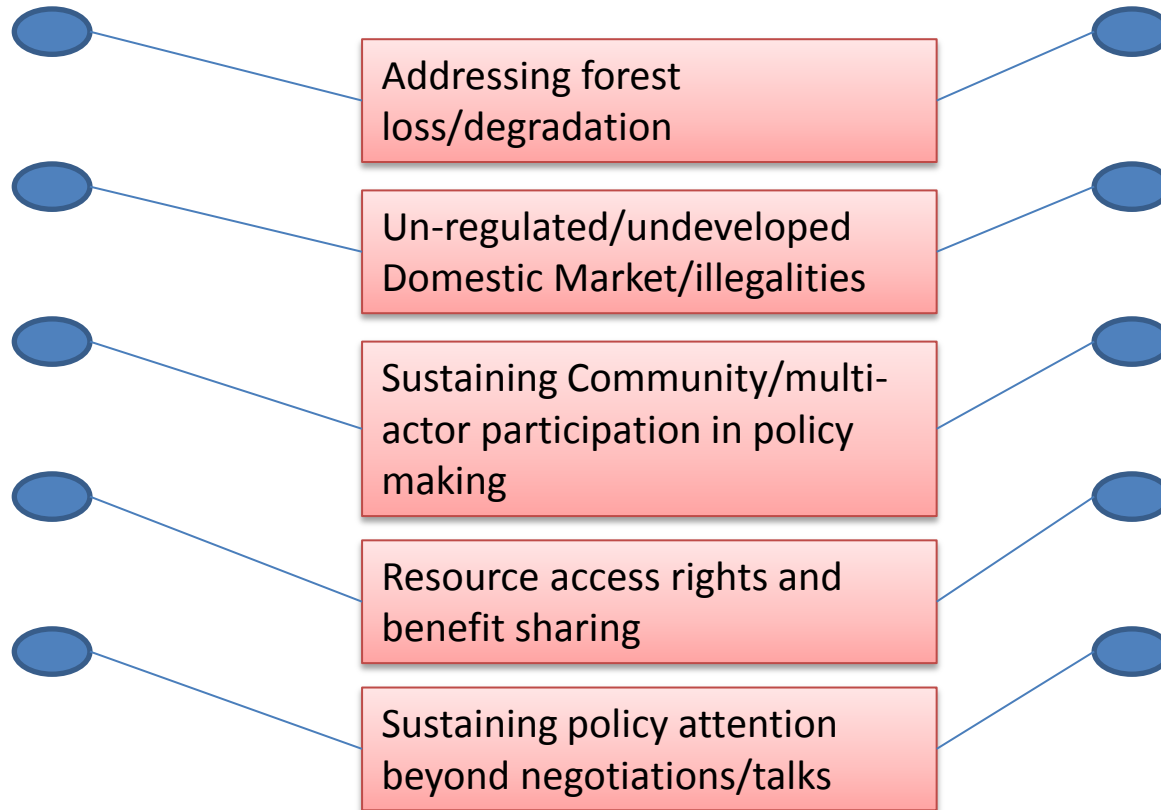 Addressing forest
loss/degradation
Un-regulated/undeveloped
Domestic Market/illegalities
Sustaining Community/multi-
actor participation in policy
making
Resource access rights and
benefit sharing
Sustaining policy attention
beyond negotiations/talks